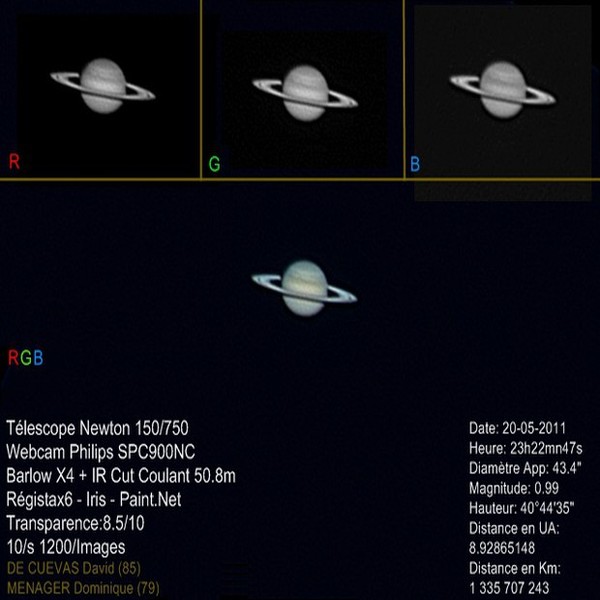 R
G
B
RGB
Télescope Newton 150/750
Webcam Philips SPC900NC
Barlow X4 + IR Cut Coulant 50.8m
Régistax6 - Iris - Paint.Net
Transparence:8.5/10
10/s 1200/Images
DE CUEVAS David (85)
MENAGER Dominique (79)
Date: 20-05-2011
Heure: 23h22mn47s
Diamètre App: 43.4"
Magnitude: 0.99
Hauteur: 40°44'35"
Distance en UA:
8.92865148
Distance en Km:
1 335 707 243